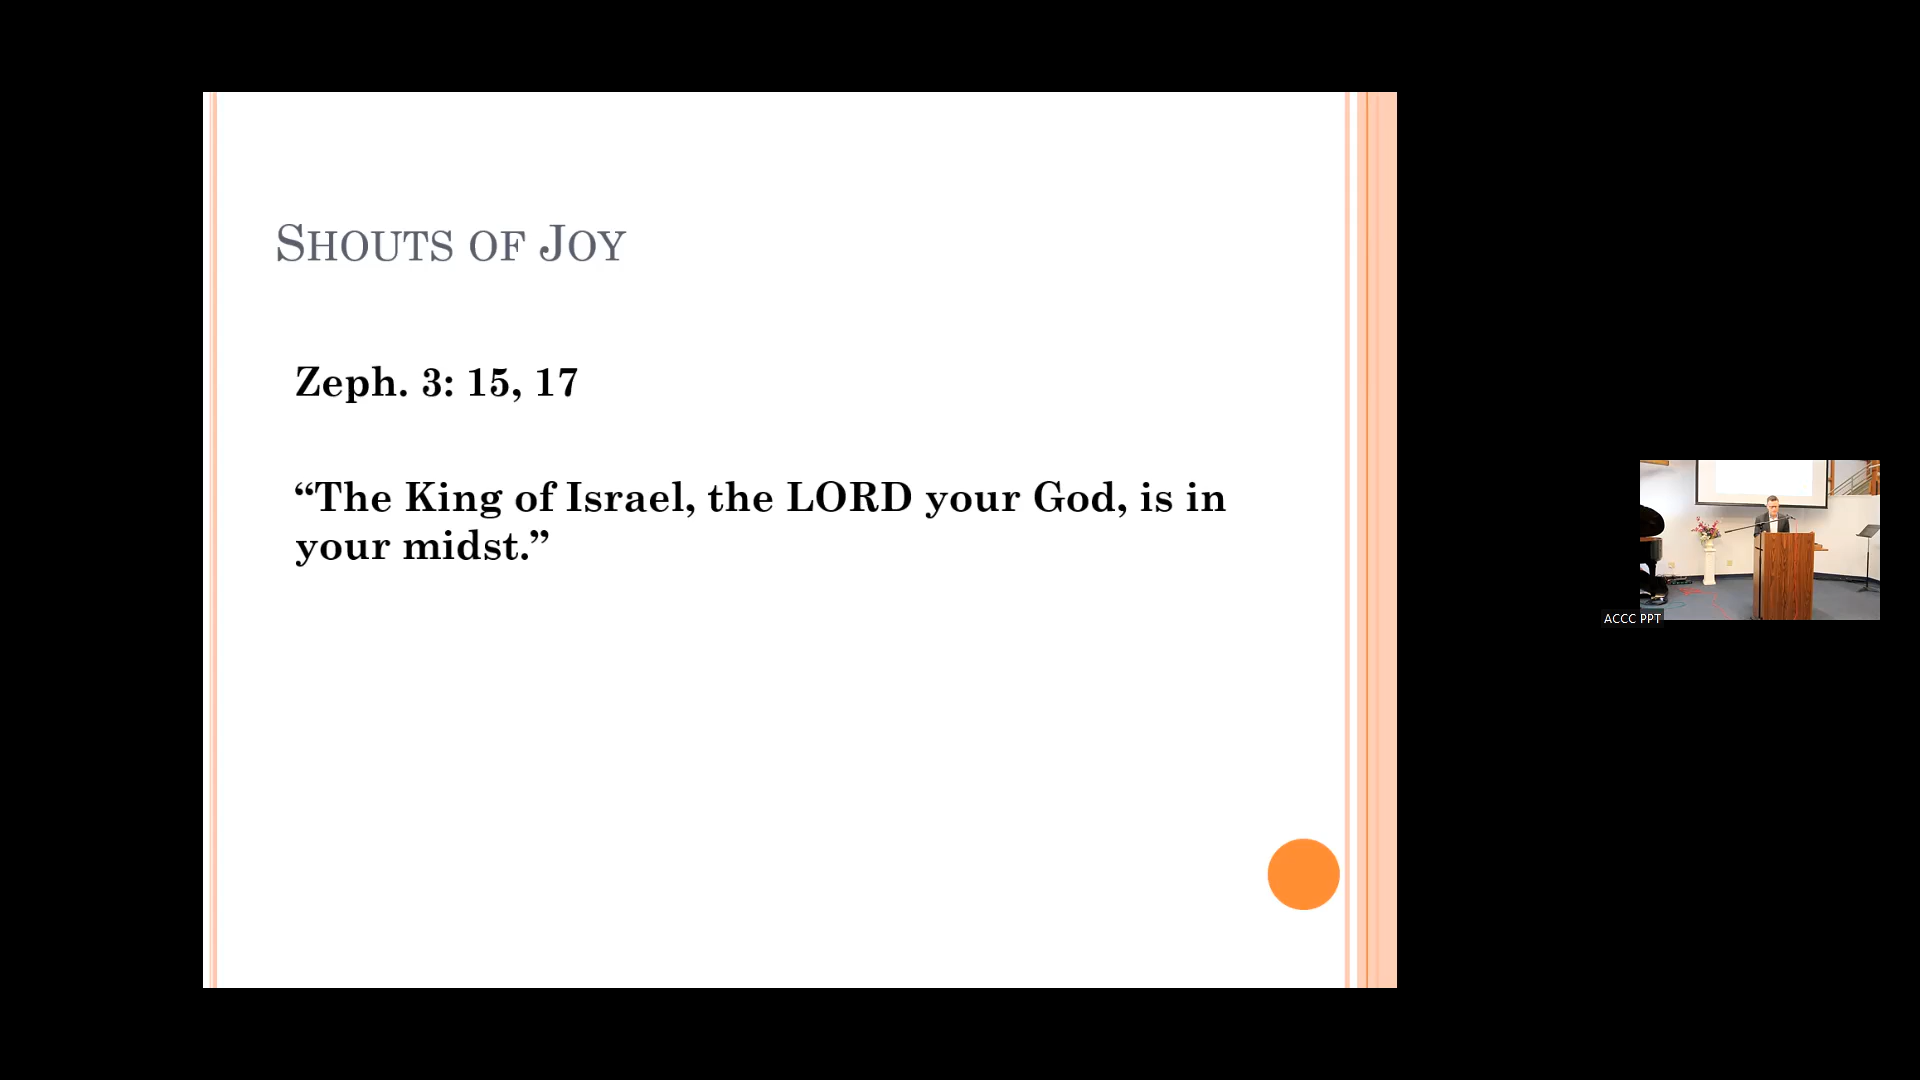 Shouts of Joy
Zeph. 3: 15, 17
“The King of Israel, the LORD your God, is in
your midst.”
ACCC PPT